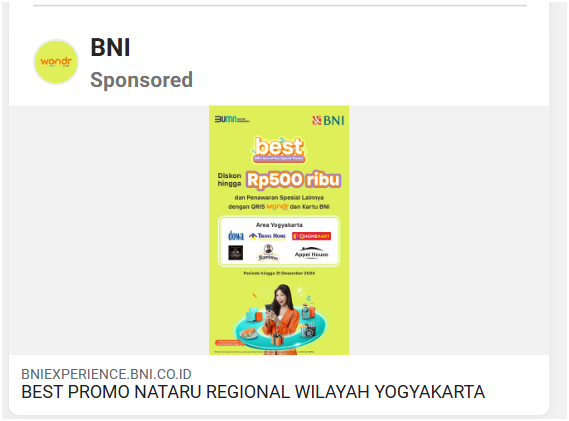 wondr
BNI
Sponsored
BUMN
BNI
best
Diskon hingga Rp500 ribu
dan Penawaran Spesial Lainnya
dengan QRIS wondr dan Kartu BNI
Area Yogyakarta
dowa
HOMEMART
Appel House
Periode hingga 31 Desember 2024
BNIEXPERIENCE.BNI.CO.ID
BEST PROMO NATARU REGIONAL WILAYAH YOGYAKARTA